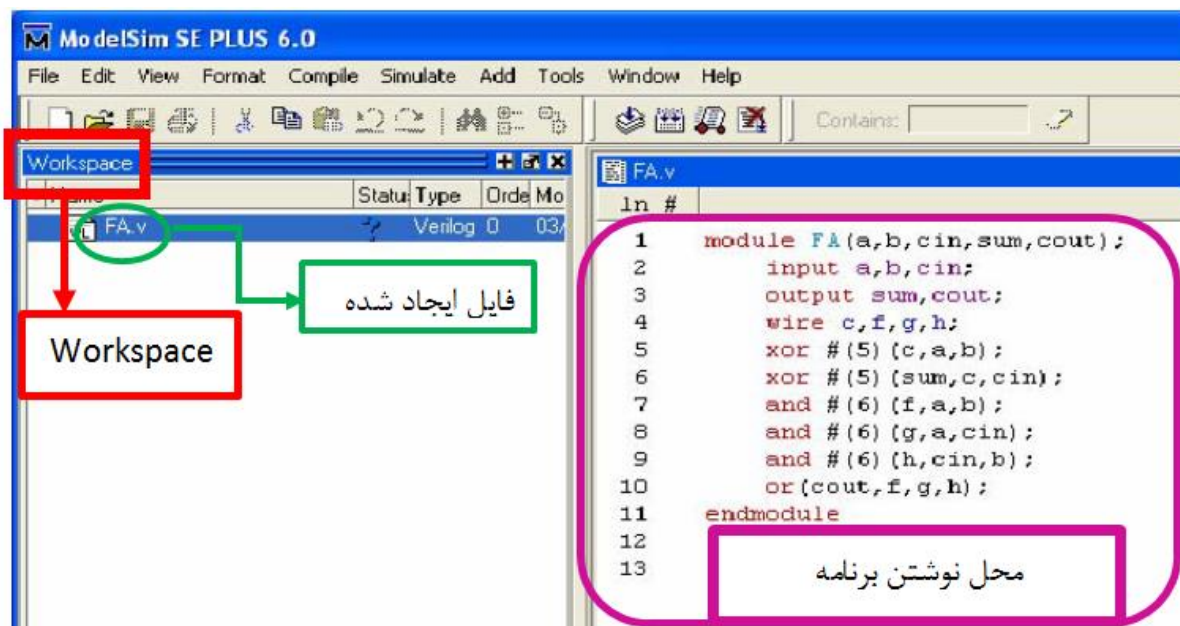 ModelSim SE PLUS 6.0
File Edit View Format Compile Simulate Add Tools Window Help
Contains:
Workspace
Name Statu Type Orde Mo
FA.v ? Verilog 0 03/
فایل ایجاد شده
Workspace
FA.v
ln #
1 module FA(a,b,cin,sum,cout);
2 input a,b,cin;
3 output sum,cout;
4 wire c,f,g,h;
5 xor #(5)(c,a,b);
6 xor #(5)(sum,c,cin);
7 and #(6)(f,a,b);
8 and #(6)(g,a,cin);
9 and #(6)(h,cin,b);
10 or(cout,f,g,h);
11 endmodule
12
13
محل نوشتن برنامه